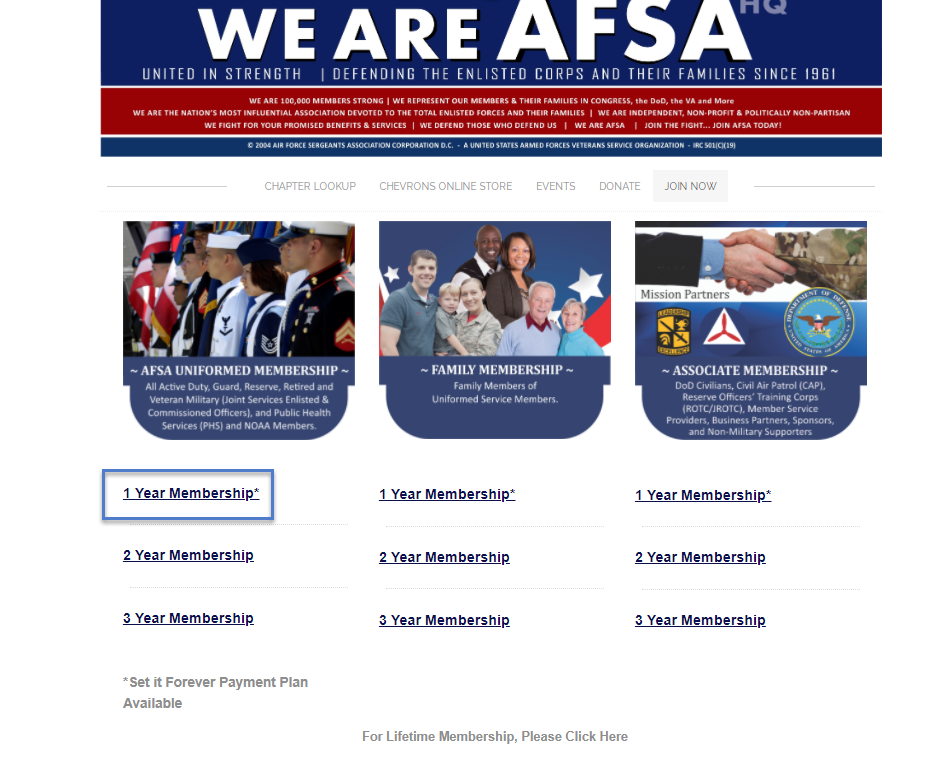 HQ
WE ARE AFSA
UNITED IN STRENGTH | DEFENDING THE ENLISTED CORPS AND THEIR FAMILIES SINCE 1961
WE ARE 100,000 MEMBERS STRONG | WE REPRESENT OUR MEMBERS & THEIR FAMILIES IN CONGRESS, the DoD, the VA and More
WE ARE THE NATION'S MOST INFLUENTIAL ASSOCIATION DEVOTED TO THE TOTAL ENLISTED FORCES AND THEIR FAMILIES | WE ARE INDEPENDENT, NON-PROFIT & POLITICALLY NON-PARTISAN
WE FIGHT FOR YOUR PROMISED BENEFITS & SERVICES | WE DEFEND THOSE WHO DEFEND US | WE ARE AFSA | JOIN THE FIGHT... JOIN AFSA TODAY!
© 2004 AIR FORCE SERGEANTS ASSOCIATION CORPORATION D.C. - A UNITED STATES ARMED FORCES VETERANS SERVICE ORGANIZATION - IRC 501(C)(19)
CHAPTER LOOKUP CHEVRONS ONLINE STORE EVENTS DONATE JOIN NOW
~ AFSA UNIFORMED MEMBERSHIP ~
All Active Duty, Guard, Reserve, Retired and
Veteran Military (Joint Services Enlisted &
Commissioned Officers), and Public Health
Services (PHS) and NOAA Members.
~ FAMILY MEMBERSHIP ~
Family Members of
Uniformed Service Members.
Mission Partners
LEADERSHIP
EXCELLENCE
DEPARTMENT OF DEFENSE
UNITED STATES OF AMERICA
~ ASSOCIATE MEMBERSHIP ~
DoD Civilians, Civil Air Patrol (CAP),
Reserve Officers' Training Corps
(ROTC/JROTC), Member Service
Providers, Business Partners, Sponsors,
and Non-Military Supporters
1 Year Membership* 1 Year Membership* 1 Year Membership*
2 Year Membership 2 Year Membership 2 Year Membership
3 Year Membership 3 Year Membership 3 Year Membership
*Set it Forever Payment Plan
Available
For Lifetime Membership, Please Click Here